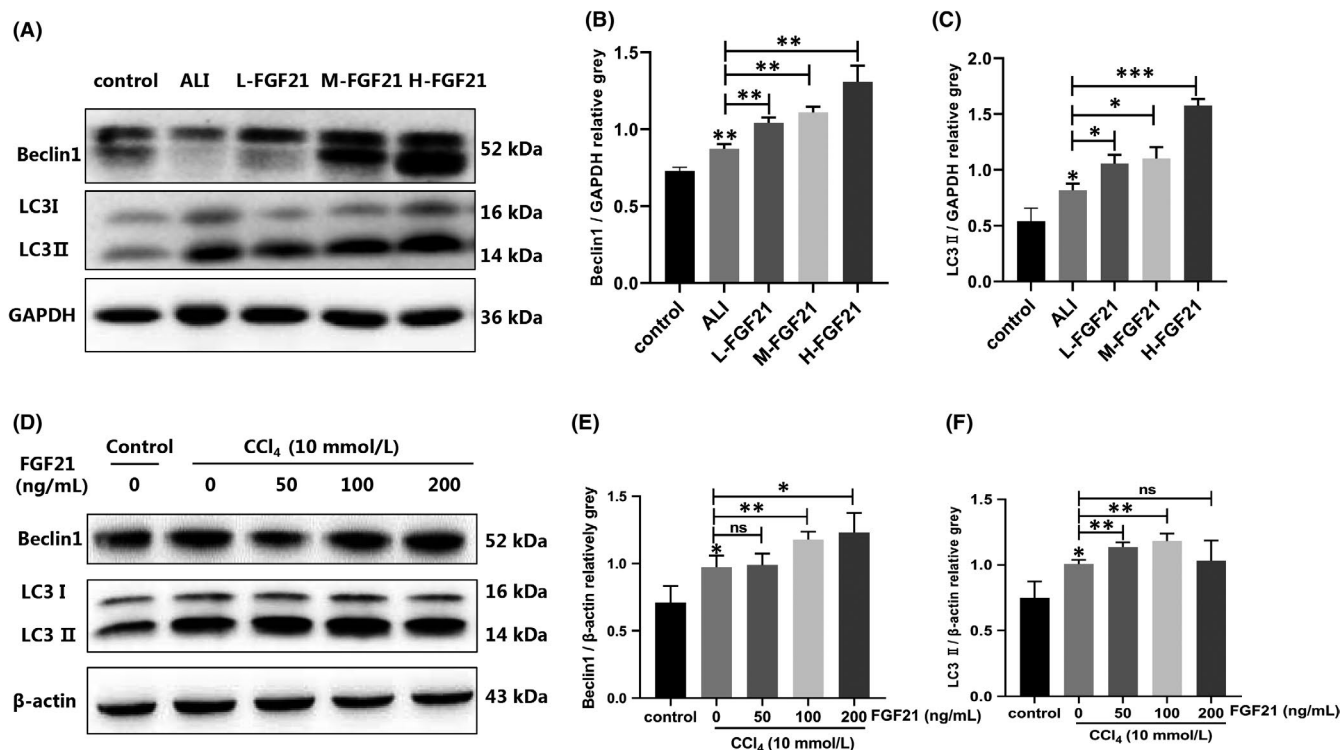 (A)
control ALI L-FGF21 M-FGF21 H-FGF21
Beclin1 52 kDa
LC3I 16 kDa
LC3Ⅱ 14 kDa
GAPDH 36 kDa
(B)
Beclin1 / GAPDH relative grey
1.5
1.0
0.5
0.0
**
**
**
**
control ALI L-FGF21 M-FGF21 H-FGF21
(C)
LC3Ⅱ / GAPDH relative grey
2.0
1.5
1.0
0.5
0.0
***
*
*
*
control ALI L-FGF21 M-FGF21 H-FGF21
(D)
Control CCl₄ (10 mmol/L)
FGF21
(ng/mL) 0 0 50 100 200
Beclin1 52 kDa
LC3 I 16 kDa
LC3 Ⅱ 14 kDa
β-actin 43 kDa
(E)
Beclin1 / β-actin relatively grey
1.5
1.0
0.5
0.0
*
**
ns
*
control 0 50 100 200 FGF21 (ng/mL)
CCl₄ (10 mmol/L)
(F)
LC3 Ⅱ / β-actin relative grey
1.5
1.0
0.5
0.0
ns
**
**
*
control 0 50 100 200 FGF21 (ng/mL)
CCl₄ (10 mmol/L)